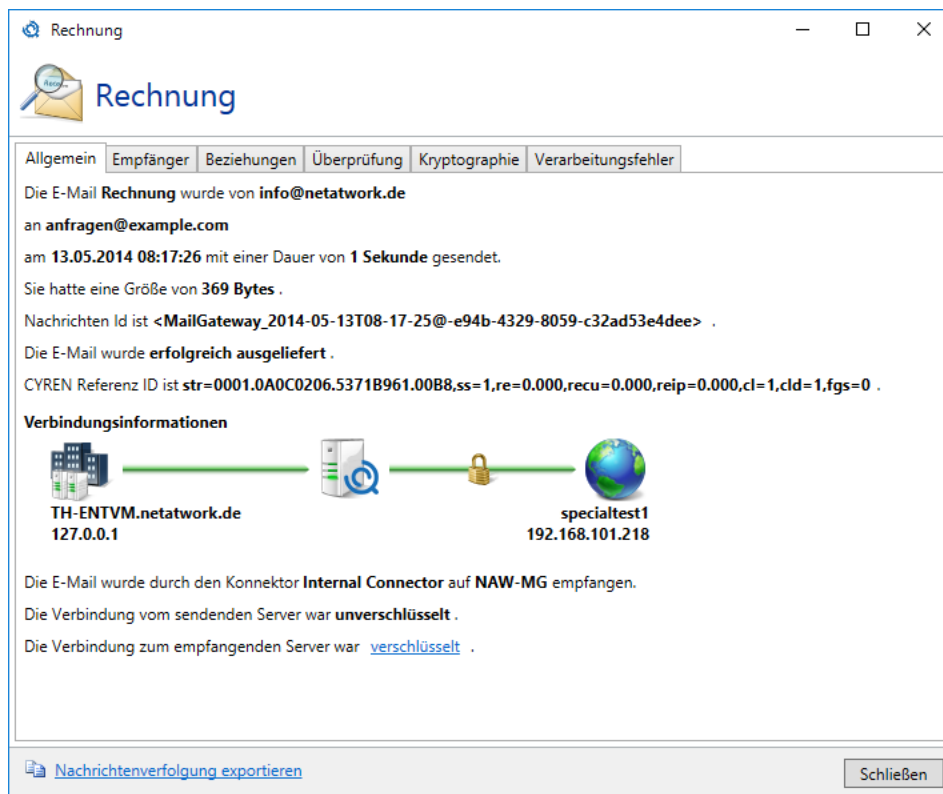 Rechnung
Rechnung
Allgemein Empfänger Beziehungen Überprüfung Kryptographie Verarbeitungsfehler
Die E-Mail Rechnung wurde von info@netatwork.de
an anfragen@example.com
am 13.05.2014 08:17:26 mit einer Dauer von 1 Sekunde gesendet.
Sie hatte eine Größe von 369 Bytes .
Nachrichten Id ist <MailGateway_2014-05-13T08-17-25@-e94b-4329-8059-c32ad53e4dee> .
Die E-Mail wurde erfolgreich ausgeliefert .
CYREN Referenz ID ist str=0001.0A0C0206.5371B961.00B8,ss=1,re=0.000,recu=0.000,reip=0.000,cl=1,cld=1,fgs=0 .
Verbindungsinformationen
TH-ENTVM.netatwork.de specialtest1
127.0.0.1 192.168.101.218
Die E-Mail wurde durch den Konnektor Internal Connector auf NAW-MG empfangen.
Die Verbindung vom sendenden Server war unverschlüsselt .
Die Verbindung zum empfangenden Server war verschlüsselt .
Nachrichtenverfolgung exportieren Schließen